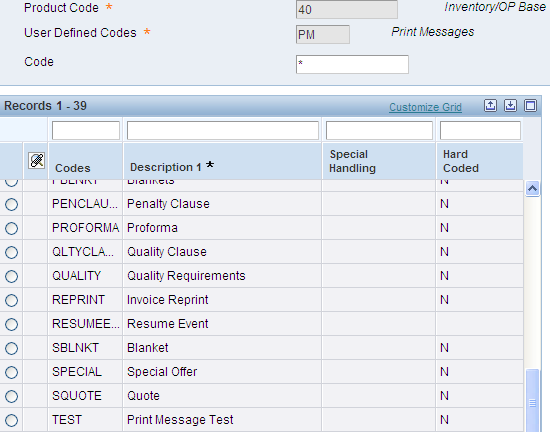 Product Code * 40 Inventory/OP Base
User Defined Codes * PM Print Messages
Code *
Records 1 - 39 Customize Grid
Codes Description 1 * Special Handling Hard Coded
Blankets N
PENCLAU... Penalty Clause N
PROFORMA Proforma N
QLTYCLA... Quality Clause N
QUALITY Quality Requirements N
REPRINT Invoice Reprint N
RESUMEE... Resume Event
SBLNKT Blanket N
SPECIAL Special Offer N
SQUOTE Quote N
TEST Print Message Test N